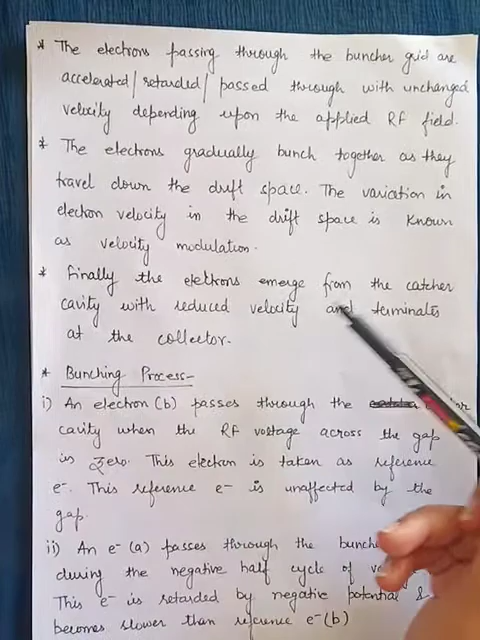 * The electrons passing through the buncher grid are
accelerated/retarded/passed through with unchanged
velocity depending upon the applied RF field.
* The electrons gradually bunch together as they
travel down the drift space. The variation in
electron velocity in the drift space is known
as velocity modulation.
* Finally the electrons emerge from the catcher
cavity with reduced velocity and terminates
at the collector.
* Bunching Process-
i) An electron (b) passes through the
cavity when the RF voltage across the gap
is zero. This electron is taken as reference
e-. This reference e- is unaffected by the
gap.
ii) An e- (a) passes through the
during the negative half cycle of
This e- is retarded by negative potential &
becomes slower than reference e-(b)